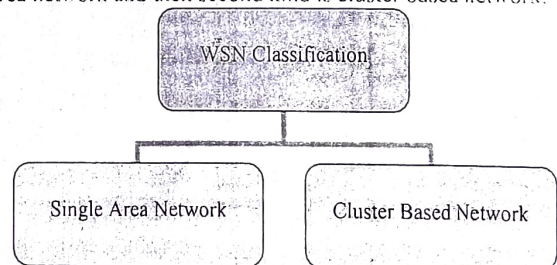 network and then second kind is cluster based network.
WSN Classification
Single Area Network
Cluster Based Network